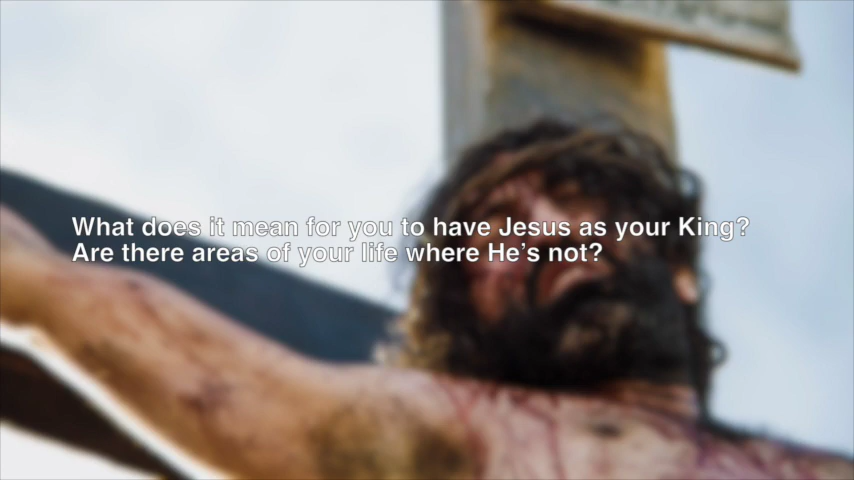 What does it mean for you to have Jesus as your King?
Are there areas of your life where He’s not?